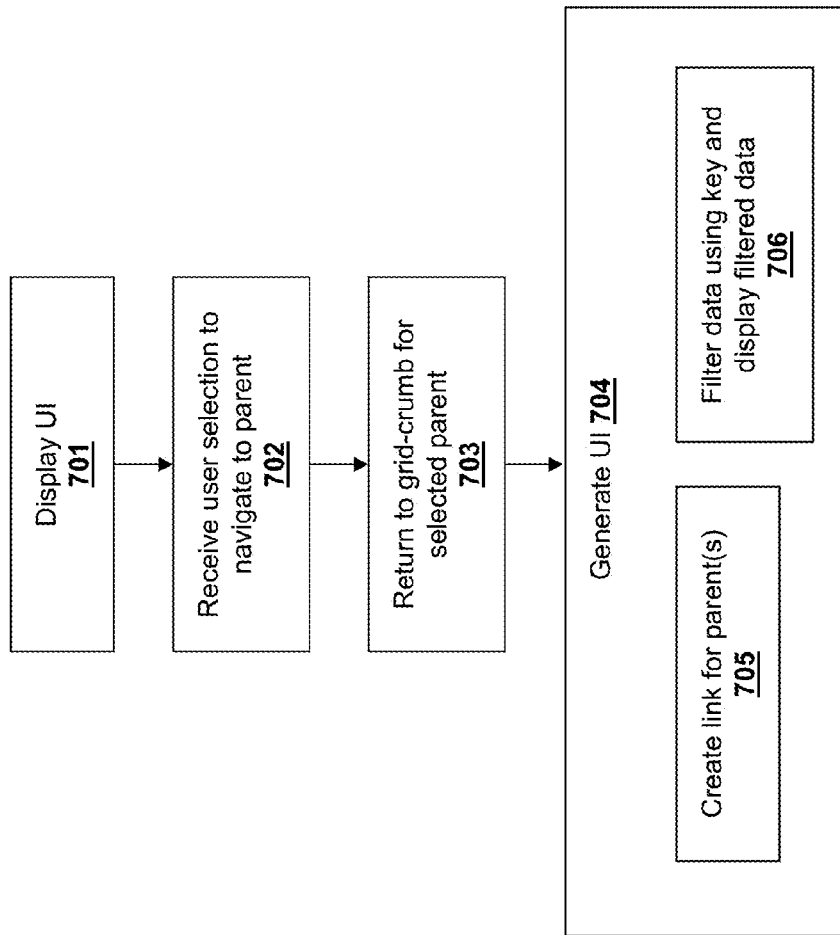 Display UI
701
Receive user selection to
navigate to parent
702
Return to grid-crumb for
selected parent
703
Generate UI 704
Create link for parent(s)
705
Filter data using key and
display filtered data
706